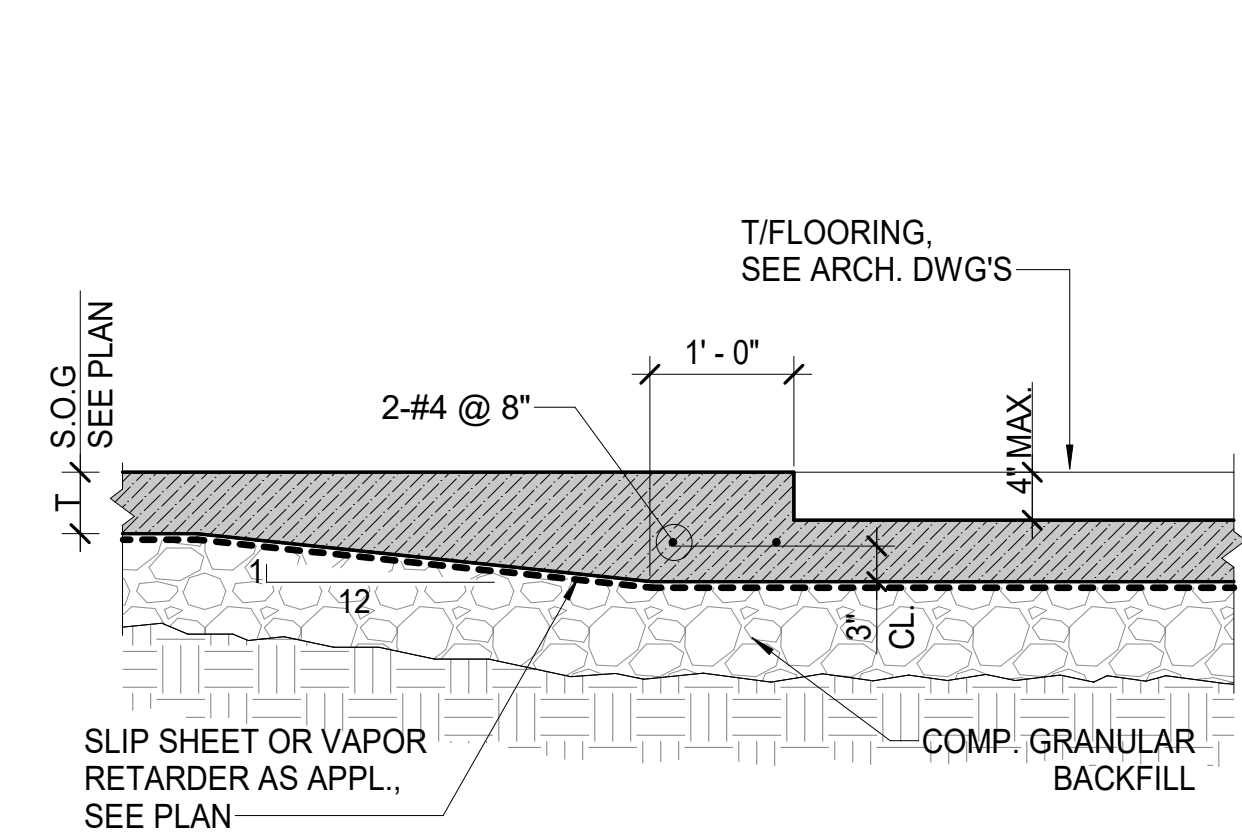 T/FLOORING,
SEE ARCH. DWG'S
S.O.G
SEE PLAN
T
1' - 0"
2-#4 @ 8"
4" MAX.
1
12
3"
CL.
SLIP SHEET OR VAPOR
RETARDER AS APPL.,
SEE PLAN
COMP. GRANULAR
BACKFILL